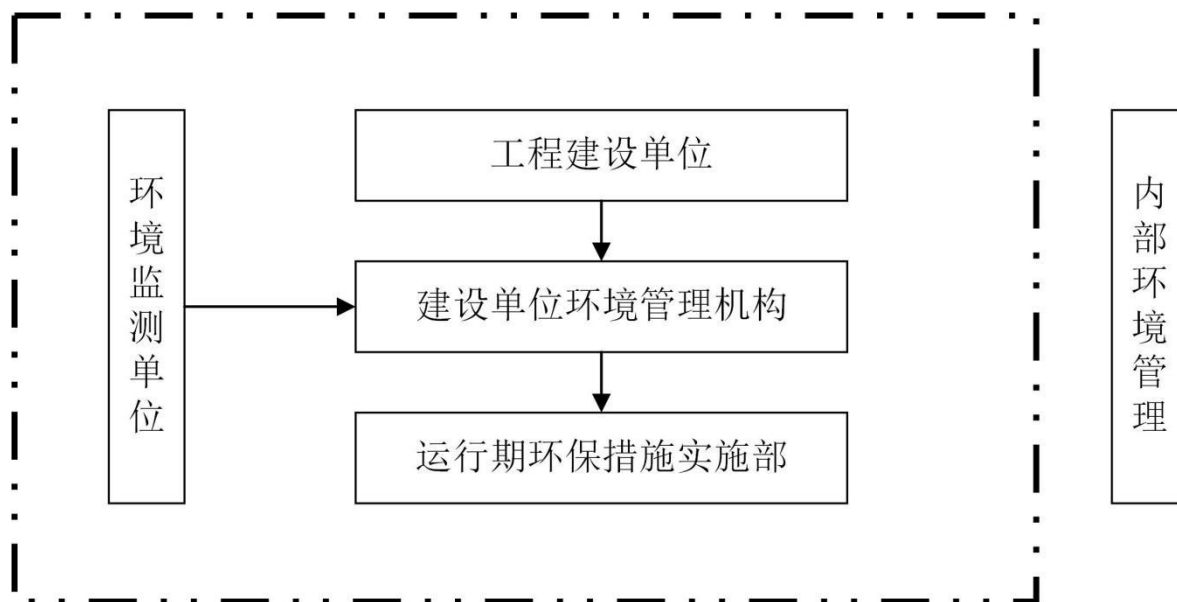 工程建设单位
环境监测单位
建设单位环境管理机构
运行期环保措施实施部
内部环境管理